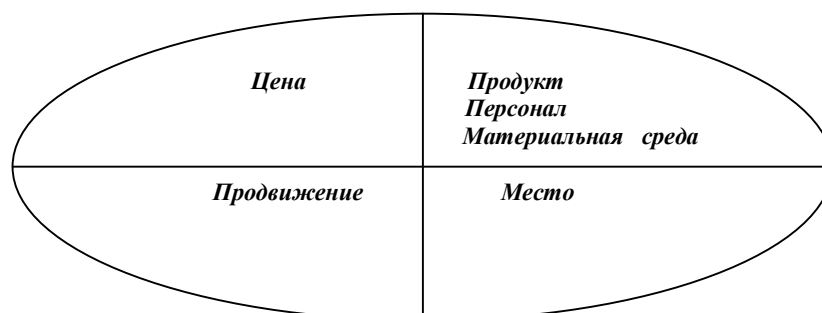 Цена
Продукт
Персонал
Материальная среда
Продвижение
Место